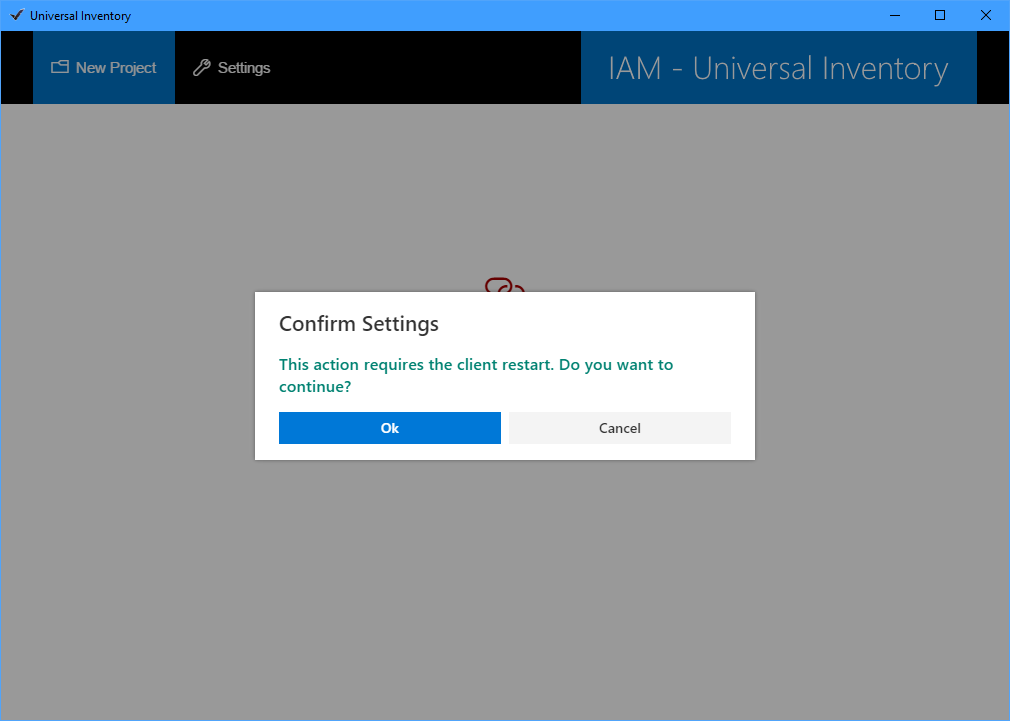 Universal Inventory
New Project
Settings
IAM - Universal Inventory
Confirm Settings
This action requires the client restart. Do you want to
continue?
Ok
Cancel